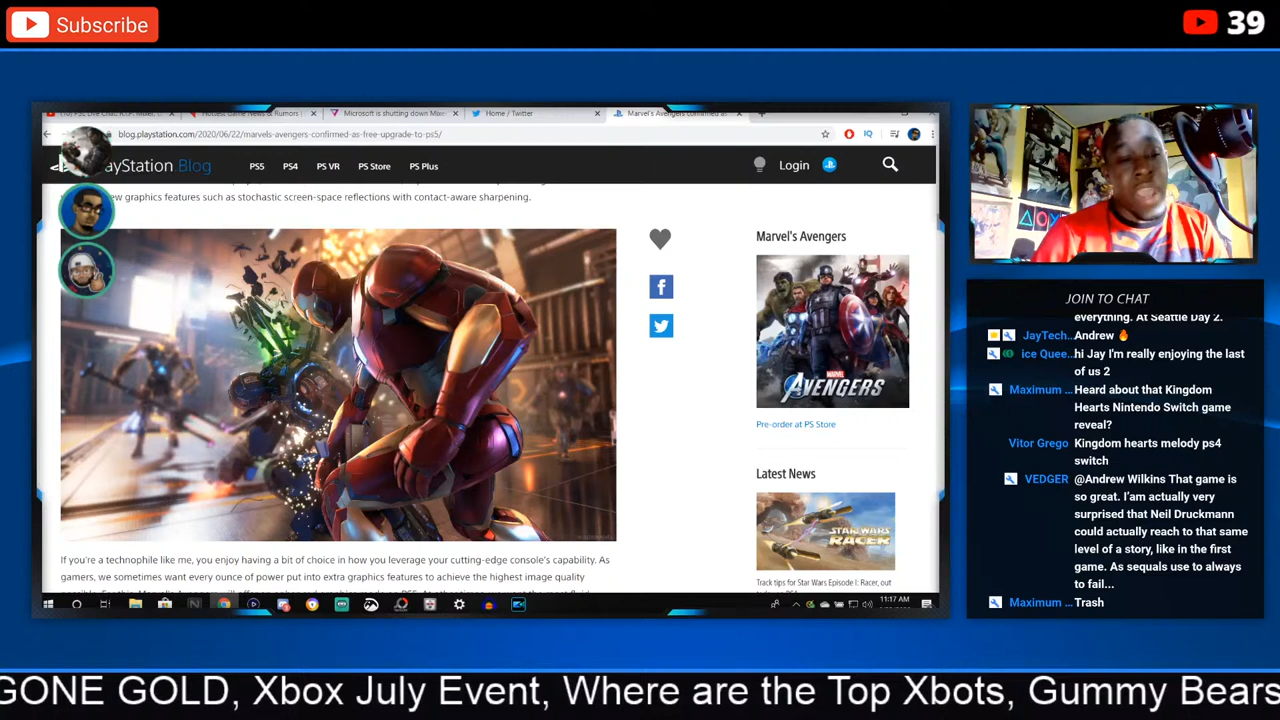 Subscribe
39
Microsoft is shutting down Mixe
Home / Twitter
blog.playstation.com/2020/06/22/marvels-avengers-confirmed-as-free-upgrade-to-ps5/
PlayStation.Blog
PS5
PS4
PS VR
PS Store
PS Plus
Login
graphics features such as stochastic screen-space reflections with contact-aware sharpening.
Marvel's Avengers
MARVEL
AVENGERS
Pre-order at PS Store
Latest News
STAR WARS
RACER
Track tips for Star Wars Episode I: Racer, out
If you're a technophile like me, you enjoy having a bit of choice in how you leverage your cutting-edge console's capability. As
gamers, we sometimes want every ounce of power put into extra graphics features to achieve the highest image quality
11:17 AM
JOIN TO CHAT
everything. At Seattle Day 2.
JayTech.. Andrew 🔥
ice Quee.. hi Jay I'm really enjoying the last
of us 2
Maximum ... Heard about that Kingdom
Hearts Nintendo Switch game
reveal?
Vitor Grego Kingdom hearts melody ps4
switch
VEDGER @Andrew Wilkins That game is
so great. I'am actually very
surprised that Neil Druckmann
could actually reach to that same
level of a story, like in the first
game. As sequals use to always
to fail...
Maximum ... Trash
GONE GOLD, Xbox July Event, Where are the Top Xbots, Gummy Bears